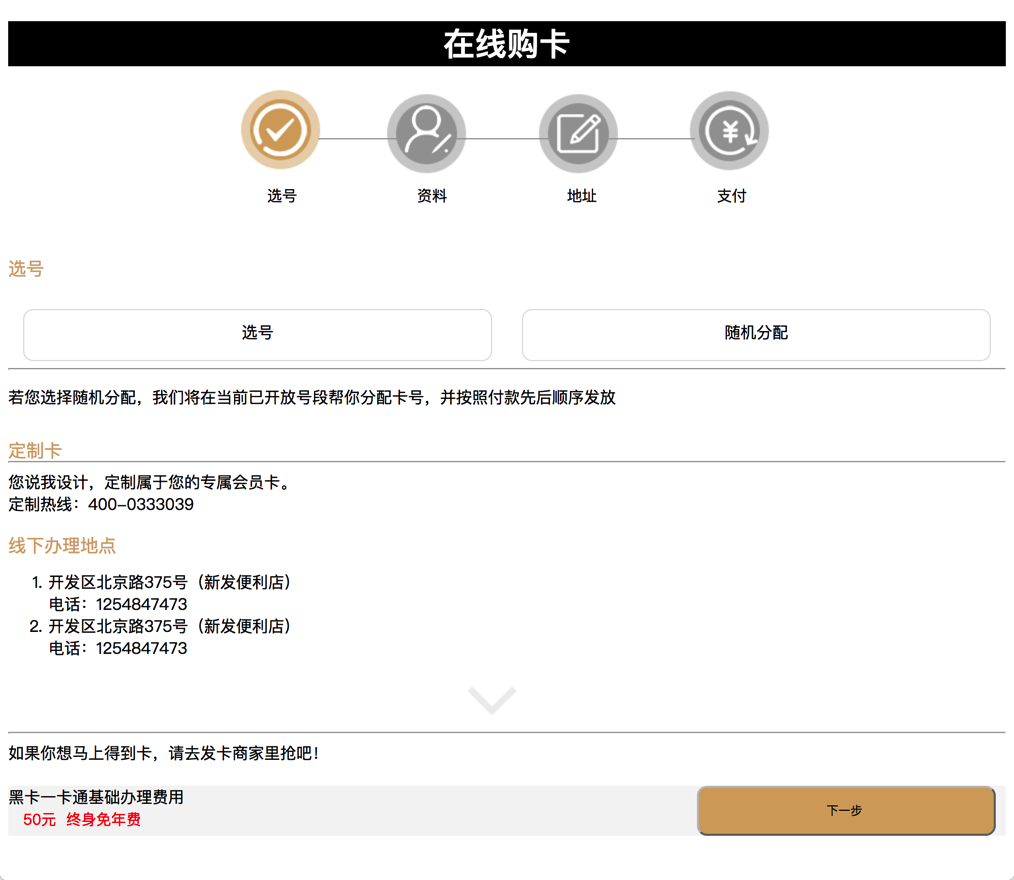 在线购卡
选号 资料 地址 支付
选号
选号 随机分配
若您选择随机分配，我们将在当前已开放号段帮你分配卡号，并按照付款先后顺序发放
定制卡
您说我设计，定制属于您的专属会员卡。
定制热线：400-0333039
线下办理地点
1. 开发区北京路375号（新发便利店）
电话：1254847473
2. 开发区北京路375号（新发便利店）
电话：1254847473
如果你想马上得到卡，请去发卡商家里抢吧！
黑卡一卡通基础办理费用
50元 终身免年费
下一步